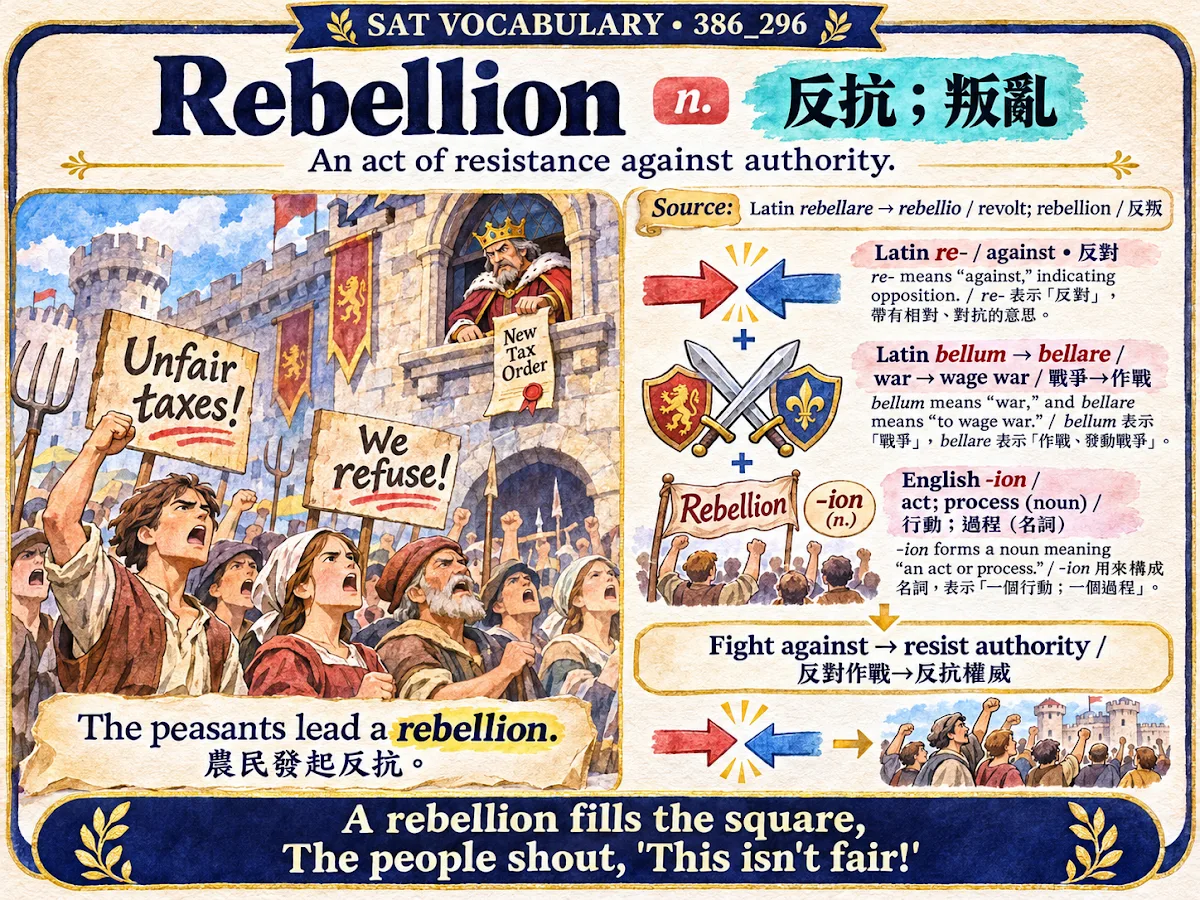 SAT VOCABULARY • 386_296
Rebellion n. 反抗；叛亂
An act of resistance against authority.
Unfair
taxes!
We
refuse!
New
Tax
Order
The peasants lead a rebellion.
農民發起反抗。
Source: Latin rebellare → rebellio / revolt; rebellion / 反叛
Latin re- / against • 反對
re- means “against,” indicating
opposition. / re- 表示「反對」，
帶有相對、對抗的意思。
+
Latin bellum → bellare /
war → wage war / 戰爭→作戰
bellum means “war,” and bellare
means “to wage war.” / bellum 表示
「戰爭」，bellare 表示「作戰、發動戰爭」。
+
Rebellion
-ion
(n.)
English -ion /
act; process (noun) /
行動；過程（名詞）
-ion forms a noun meaning
“an act or process.” / -ion 用來構成
名詞，表示「一個行動；一個過程」。
Fight against → resist authority /
反對作戰→反抗權威
A rebellion fills the square,
The people shout, 'This isn't fair!'